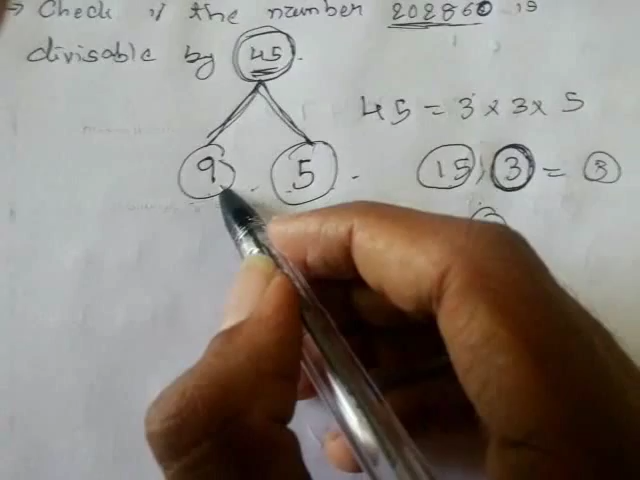 → Check if the number 202860 is
divisable by 45.
45 = 3 × 3 × 5
9 . 5 . 15, 3 = 3